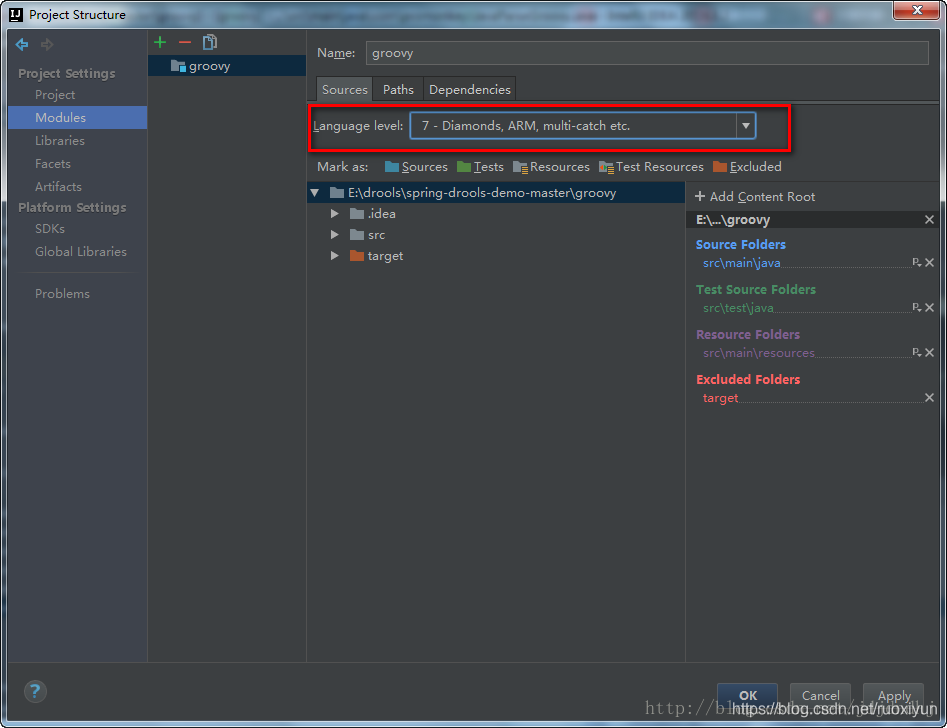 Project Structure
Project Settings
Project
Modules
Libraries
Facets
Artifacts
Platform Settings
SDKs
Global Libraries
Problems
groovy
Name: groovy
Sources Paths Dependencies
Language level: 7 - Diamonds, ARM, multi-catch etc.
Mark as: Sources Tests Resources Test Resources Excluded
E:\drools\spring-drools-demo-master\groovy
.idea
src
target
+ Add Content Root
E:\...\groovy
Source Folders
src\main\java
Test Source Folders
src\test\java
Resource Folders
src\main\resources
Excluded Folders
target
?
OK Cancel Apply
https://blog.csdn.net/ruoxiyun